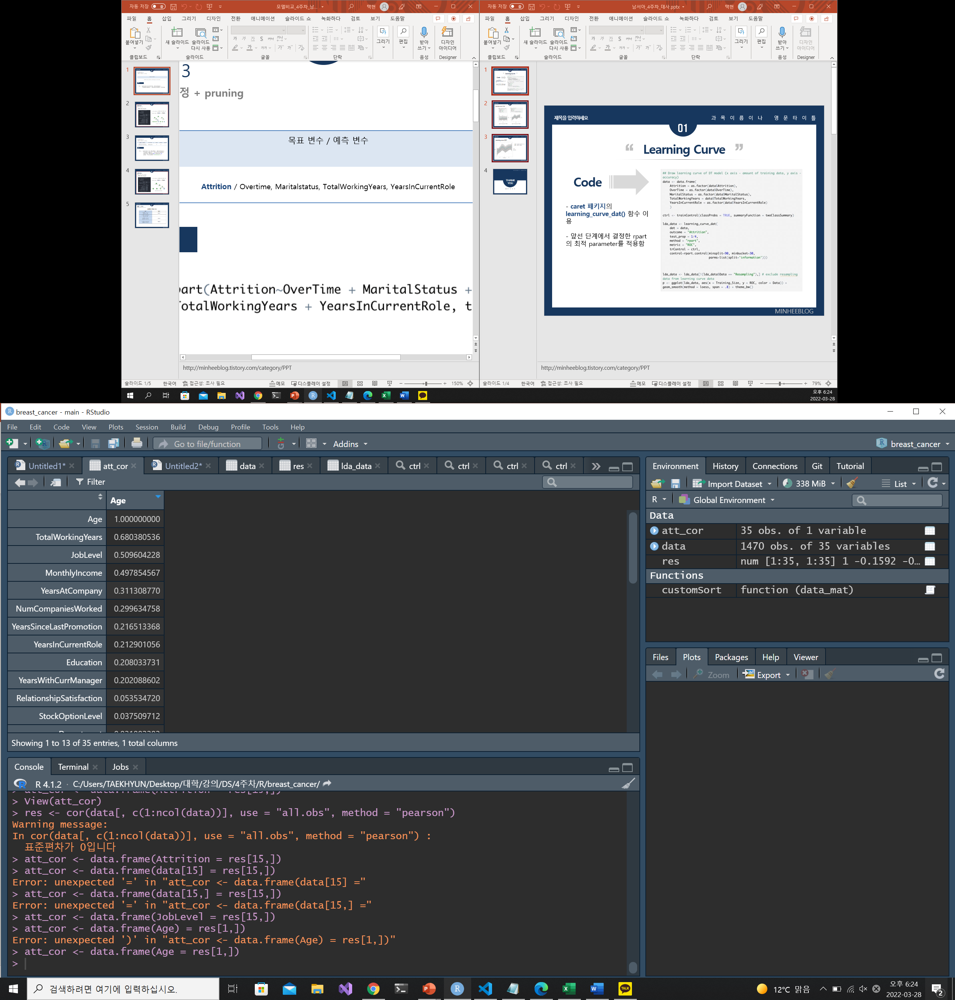 자동 저장
모델비교_4주차_남...
택현
파일 홈 삽입 그리기 디자인 전환 애니메이션 슬라이드 쇼 녹화하다 검토 보기 도움말
붙여넣기
새 슬라이드
슬라이드 다시 사용
그리기
편집
받아 쓰기
디자인 아이디어
클립보드 슬라이드 글꼴 단락 음성 Designer
1
2
3
4
5
3
정 + pruning
목표 변수 / 예측 변수
Attrition / Overtime, Maritalstatus, TotalWorkingYears, YearsInCurrentRole
part(Attrition~OverTime + MaritalStatus +
TotalWorkingYears + YearsInCurrentRole, t
http://minheeblog.tistory.com/category/PPT
슬라이드 1/5 한국어 접근성: 조사 필요 메모 디스플레이 설정 150%
자동 저장
남서아_4주차_데사.pptx
택현
파일 홈 삽입 그리기 디자인 전환 애니메이션 슬라이드 쇼 녹화하다 검토 보기 도움말
붙여넣기
새 슬라이드
슬라이드 다시 사용
그리기
편집
받아 쓰기
디자인 아이디어
클립보드 슬라이드 글꼴 단락 음성 Designer
1
2
3
4
THANK YOU
제목을 입력하세요
과목이름이나 영문타이틀
01
“ Learning Curve ”
Code
- caret 패키지의
learning_curve_dat() 함수 이
용
- 앞선 단계에서 결정한 rpart
의 최적 parameter를 적용함
## Draw learning curve of DT model (x axis - amount of training data, y axis -
accuracy)
data <- data.frame(
Attrition = as.factor(data$Attrition),
OverTime = as.factor(data$OverTime),
MaritalStatus = as.factor(data$MaritalStatus),
TotalWorkingYears = data$TotalWorkingYears,
YearsInCurrentRole = as.factor(data$YearsInCurrentRole)
)
ctrl <- trainControl(classProbs = TRUE, summaryFunction = twoClassSummary)
lda_data <- learning_curve_dat(
dat = data,
outcome = "Attrition",
test_prop = 1/4,
method = "rpart",
metric = "ROC",
trControl = ctrl,
control=rpart.control(minsplit=90, minbucket=30,
parms=list(split='information')))
lda_data <- lda_data[!(lda_data$Data == "Resampling"),] # exclude resampling
data from learning curve data
p <- ggplot(lda_data, aes(x = Training_Size, y = ROC, color = Data)) +
geom_smooth(method = loess, span = .8) + theme_bw()
MINHEEBLOG
http://minheeblog.tistory.com/category/PPT
슬라이드 1/4 한국어 접근성: 조사 필요 메모 디스플레이 설정 79%
오후 6:24
2022-03-28
breast_cancer - main - RStudio
File Edit Code View Plots Session Build Debug Profile Tools Help
Go to file/function
Addins
breast_cancer
Untitled1* att_cor Untitled2* data res lda_data ctrl ctrl ctrl ctrl
Filter
Age
Age 1.000000000
TotalWorkingYears 0.680380536
JobLevel 0.509604228
MonthlyIncome 0.497854567
YearsAtCompany 0.311308770
NumCompaniesWorked 0.299634758
YearsSinceLastPromotion 0.216513368
YearsInCurrentRole 0.212901056
Education 0.208033731
YearsWithCurrManager 0.202088602
RelationshipSatisfaction 0.053534720
StockOptionLevel 0.037509712
Showing 1 to 13 of 35 entries, 1 total columns
Environment History Connections Git Tutorial
Import Dataset 338 MiB List
R Global Environment
Data
att_cor 35 obs. of 1 variable
data 1470 obs. of 35 variables
res num [1:35, 1:35] 1 -0.1592 -0...
Functions
customSort function (data_mat)
Files Plots Packages Help Viewer
Zoom Export
Console Terminal Jobs
R 4.1.2 · C:/Users/TAEKHYUN/Desktop/대학/강의/DS/4주차/R/breast_cancer/
> att_cor <- data.frame(Attrition = res[15,])
> View(att_cor)
> res <- cor(data[, c(1:ncol(data))], use = "all.obs", method = "pearson")
Warning message:
In cor(data[, c(1:ncol(data))], use = "all.obs", method = "pearson") :
표준편차가 0입니다
> att_cor <- data.frame(Attrition = res[15,])
> att_cor <- data.frame(data[15] = res[15,])
Error: unexpected '=' in "att_cor <- data.frame(data[15] ="
> att_cor <- data.frame(data[15,] = res[15,])
Error: unexpected '=' in "att_cor <- data.frame(data[15,] ="
> att_cor <- data.frame(JobLevel = res[15,])
> att_cor <- data.frame(Age) = res[1,])
Error: unexpected ')' in "att_cor <- data.frame(Age) = res[1,])"
> att_cor <- data.frame(Age = res[1,])
>
검색하려면 여기에 입력하십시오.
TALK
12°C 맑음
오후 6:24
2022-03-28
2